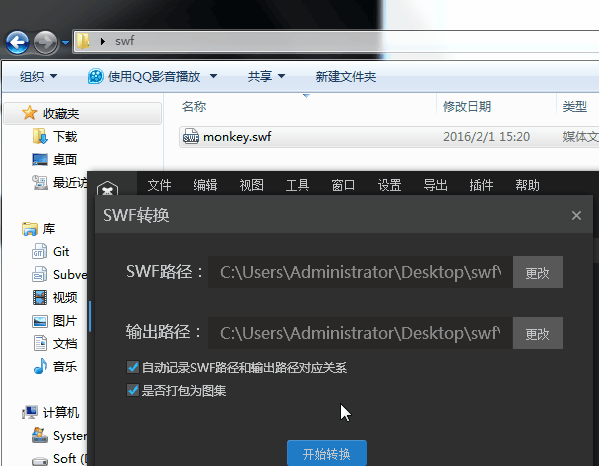 swf
组织 使用QQ影音播放 共享 新建文件夹
收藏夹
下载
桌面
最近访
库
Git
Subve
视频
图片
文档
音乐
计算机
System
Soft (
名称 修改日期 类型
monkey.swf 2016/2/1 15:20 媒体文
文件 编辑 视图 工具 窗口 设置 导出 插件 帮助
SWF转换
SWF路径： C:\Users\Administrator\Desktop\swf\ 更改
输出路径： C:\Users\Administrator\Desktop\swf\ 更改
自动记录SWF路径和输出路径对应关系
是否打包为图集
开始转换